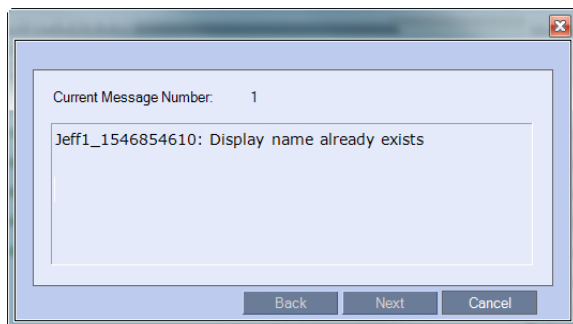 Current Message Number: 1
Jeff1_1546854610: Display name already exists
Back Next Cancel